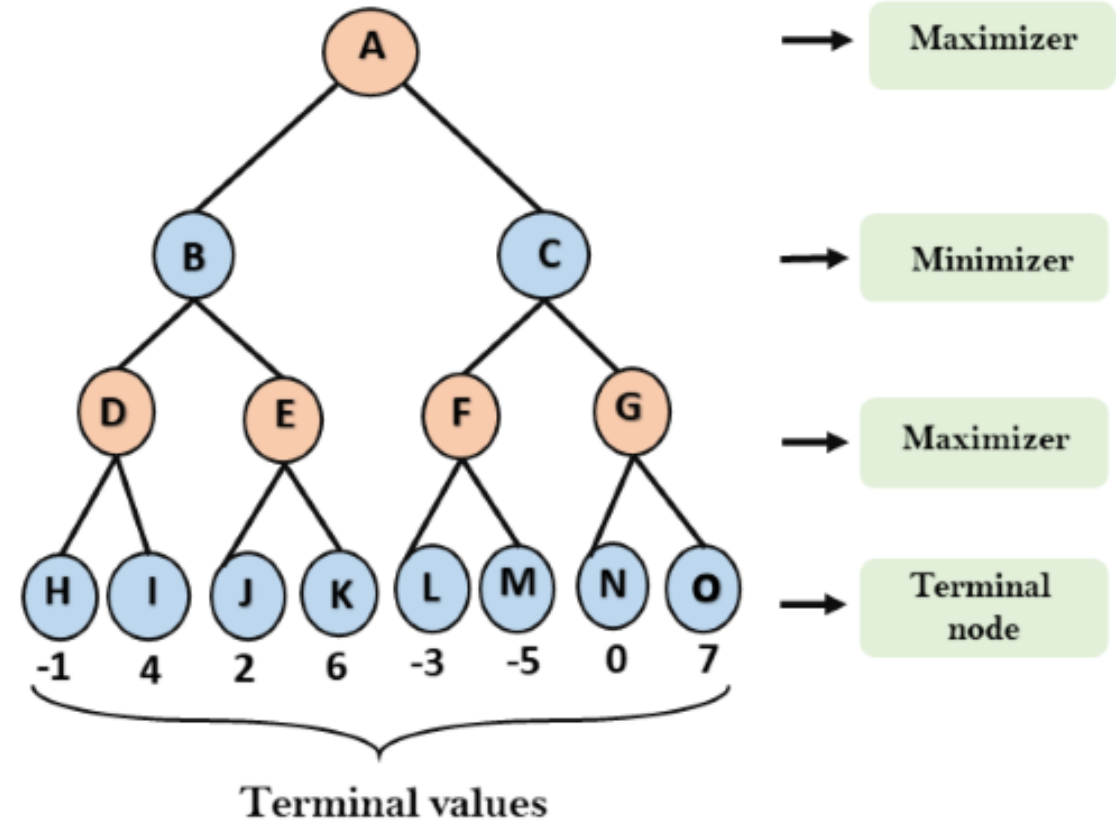 A
Maximizer
B
C
Minimizer
D
E
F
G
Maximizer
H
I
J
K
L
M
N
O
Terminal
node
-1
4
2
6
-3
-5
0
7
Terminal values